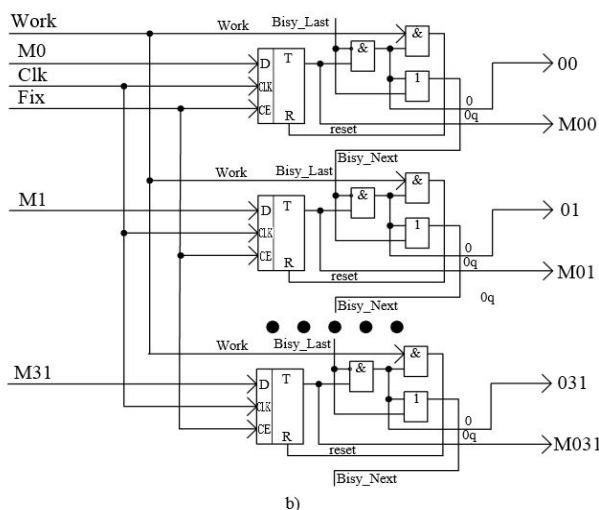 Work
Work
Bisy_Last
M0
Clk
Fix
D
CLK
CE
T
R
&
&
1
00
0
0q
M00
reset
Bisy_Next
Work
Bisy_Last
M1
D
CLK
CE
T
R
&
&
1
01
0
0q
M01
reset
Bisy_Next
0q
Work
Bisy_Last
M31
D
CLK
CE
T
R
&
&
1
031
0
0q
M031
reset
Bisy_Next
b)